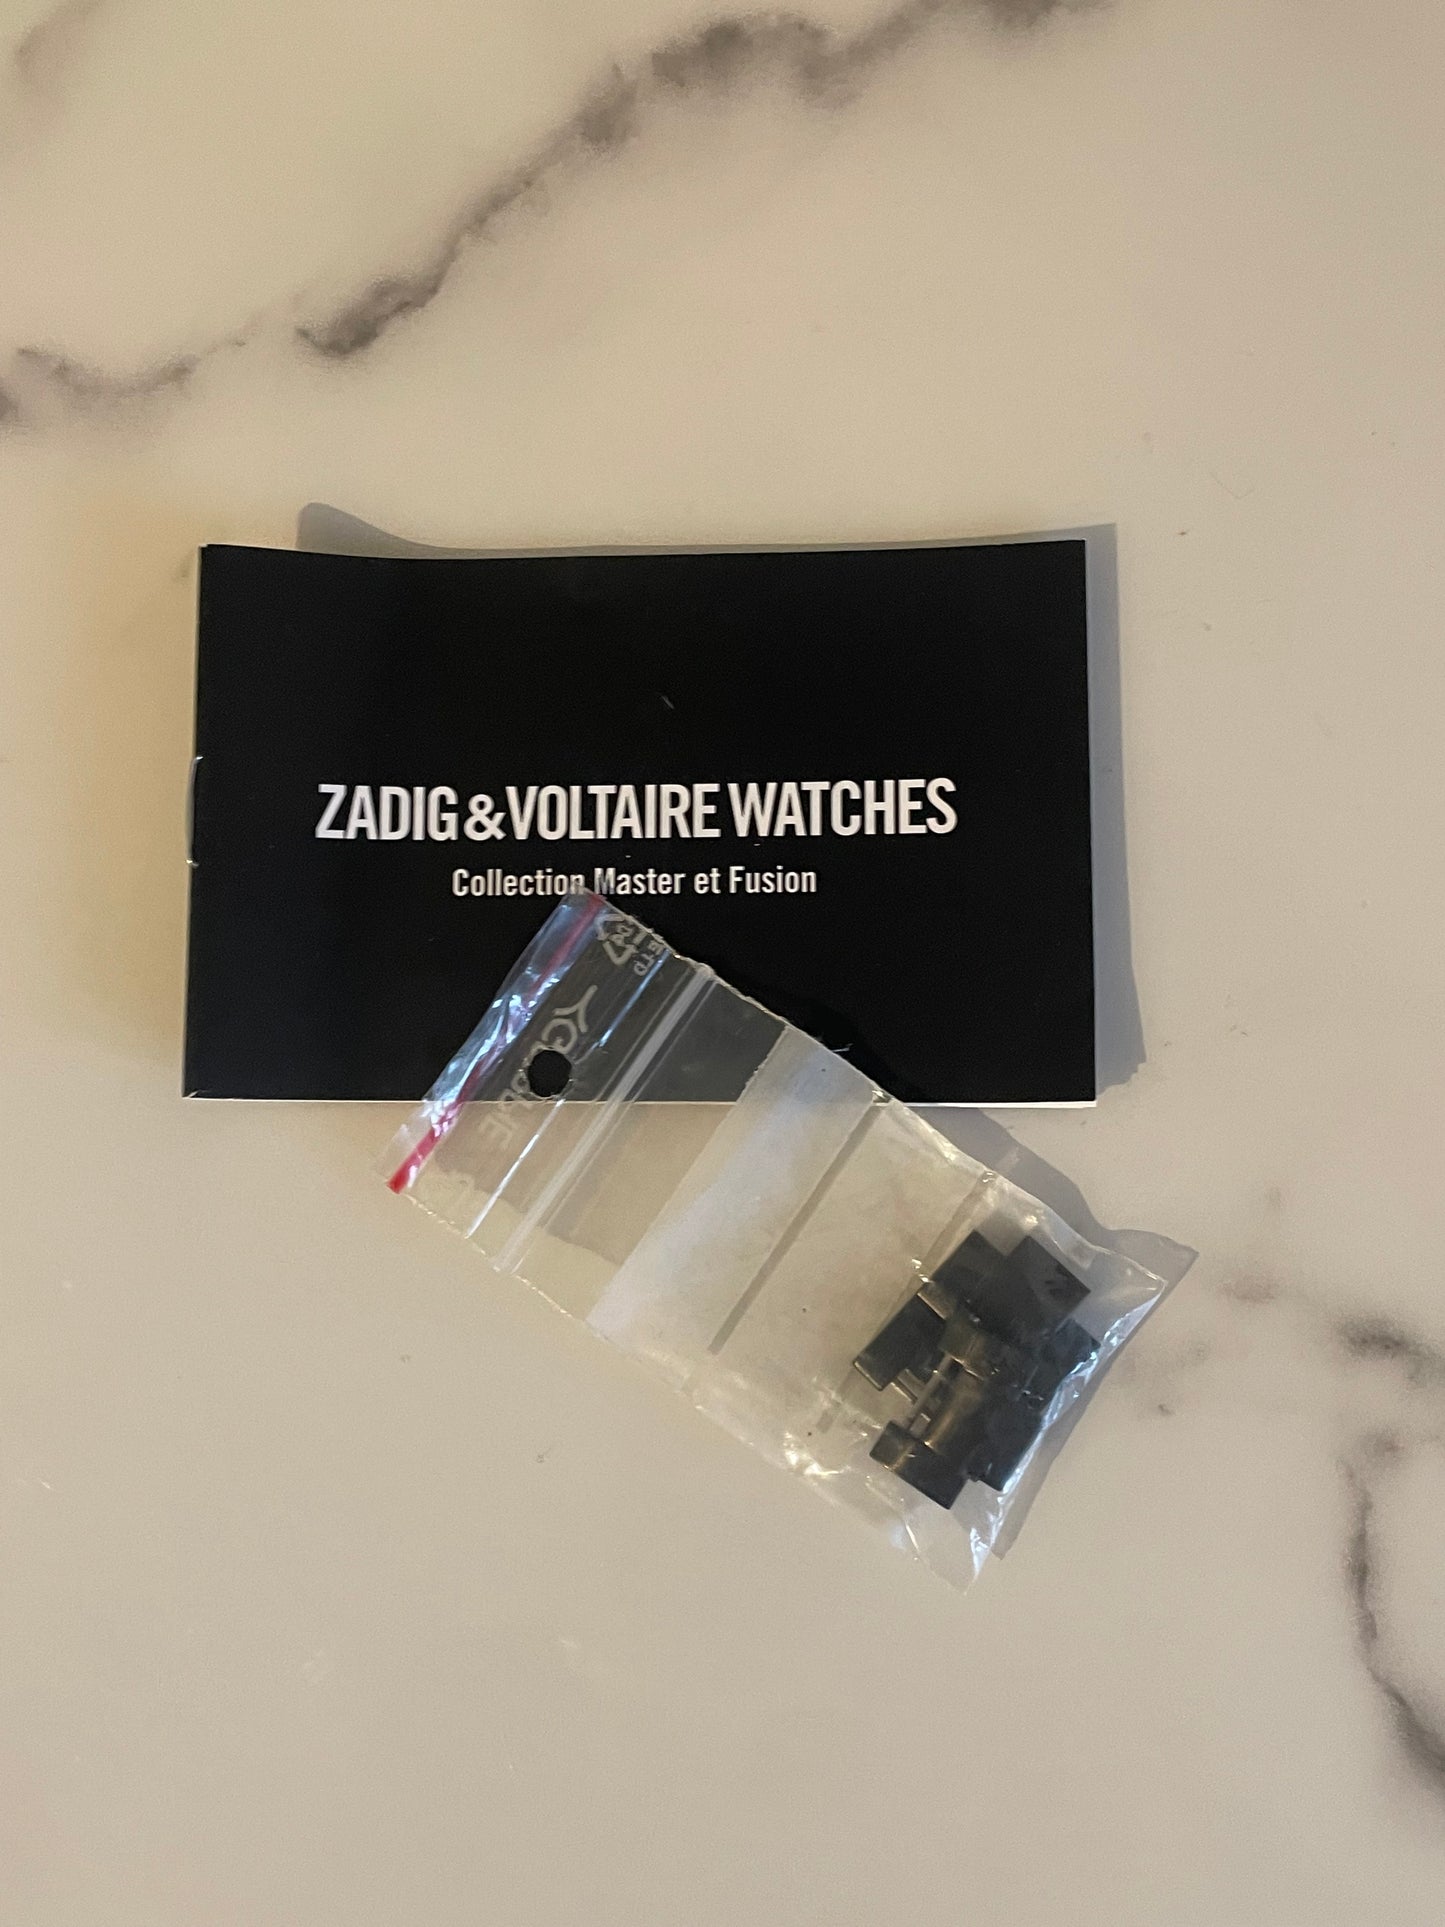 ZADIG&VOLTAIRE WATCHES
Collection Master et Fusion